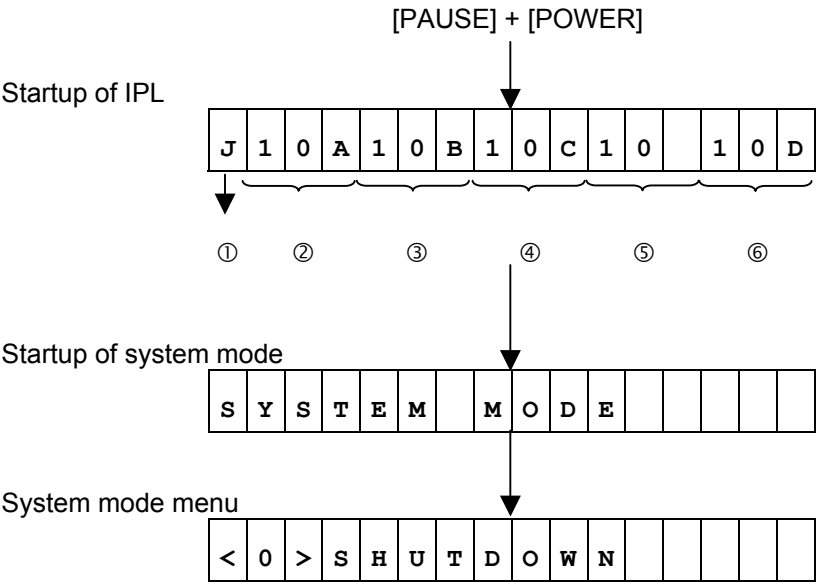 [PAUSE] + [POWER]
Startup of IPL
J10A10B10C10 10D
① ② ③ ④ ⑤ ⑥
Startup of system mode
SYSTEM MODE
System mode menu
<0>SHUTDOWN